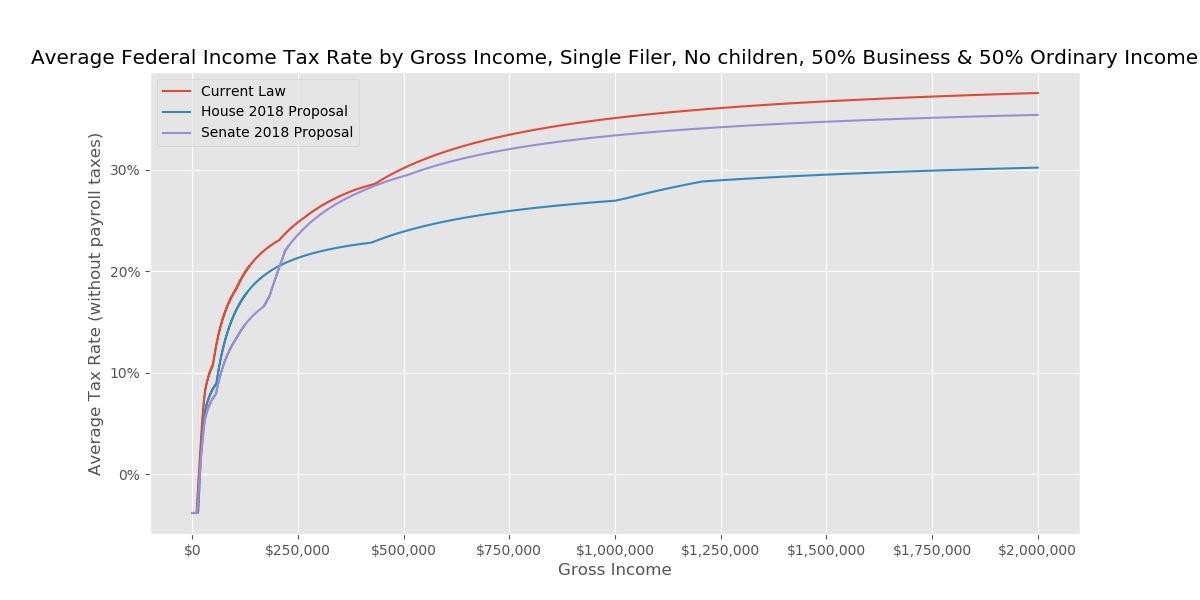 Average Federal Income Tax Rate by Gross Income, Single Filer, No children, 50% Business & 50% Ordinary Income
Current Law
House 2018 Proposal
Senate 2018 Proposal
Average Tax Rate (without payroll taxes)
30%
20%
10%
0%
$0
$250,000
$500,000
$750,000
$1,000,000
$1,250,000
$1,500,000
$1,750,000
$2,000,000
Gross Income